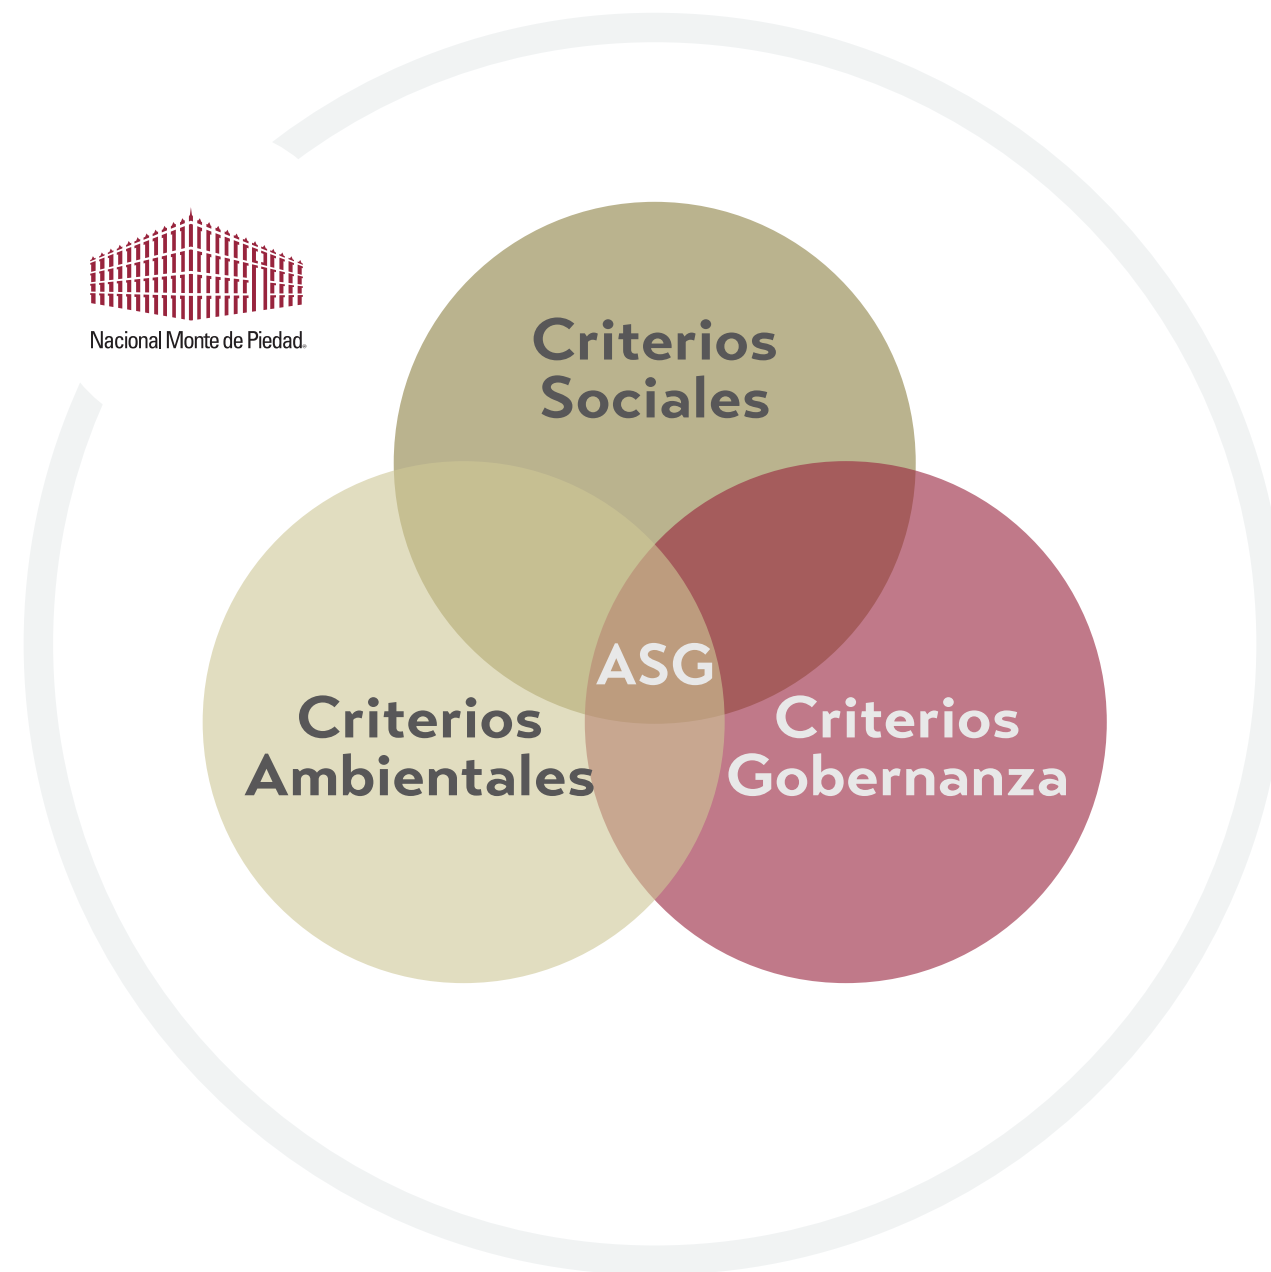 Nacional Monte de Piedad®
Criterios
Sociales
ASG
Criterios
Ambientales
Criterios
Gobernanza